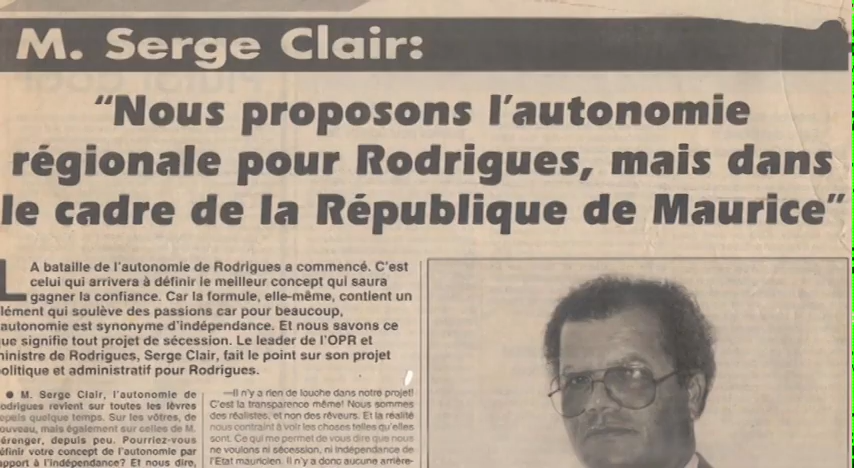 M. Serge Clair:
“Nous proposons l’autonomie
régionale pour Rodrigues, mais dans
le cadre de la République de Maurice”
LA bataille de l’autonomie de Rodrigues a commencé. C’est
celui qui arrivera à définir le meilleur concept qui saura
gagner la confiance. Car la formule, elle-même, contient un
lément qui soulève des passions car pour beaucoup,
autonomie est synonyme d’indépendance. Et nous savons ce
ue signifie tout projet de sécession. Le leader de l’OPR et
inistre de Rodrigues, Serge Clair, fait le point sur son projet
olitique et administratif pour Rodrigues.
● M. Serge Clair, l’autonomie de
odrigues revient sur toutes les lèvres
epuis quelque temps. Sur les vôtres, de
ouveau, mais également sur celles de M.
érenger, depuis peu. Pourriez-vous
éfinir votre concept de l’autonomie par
apport à l’indépendance? Et nous dire,
—Il n’y a rien de louche dans notre projet!
C’est la transparence même! Nous sommes
des réalistes, et non des rêveurs. Et la réalité
nous contraint à voir les choses telles qu’elles
sont. Ce qui me permet de vous dire que nous
ne voulons ni sécession, ni indépendance de
l’Etat mauricien. Il n’y a donc aucune arrière-